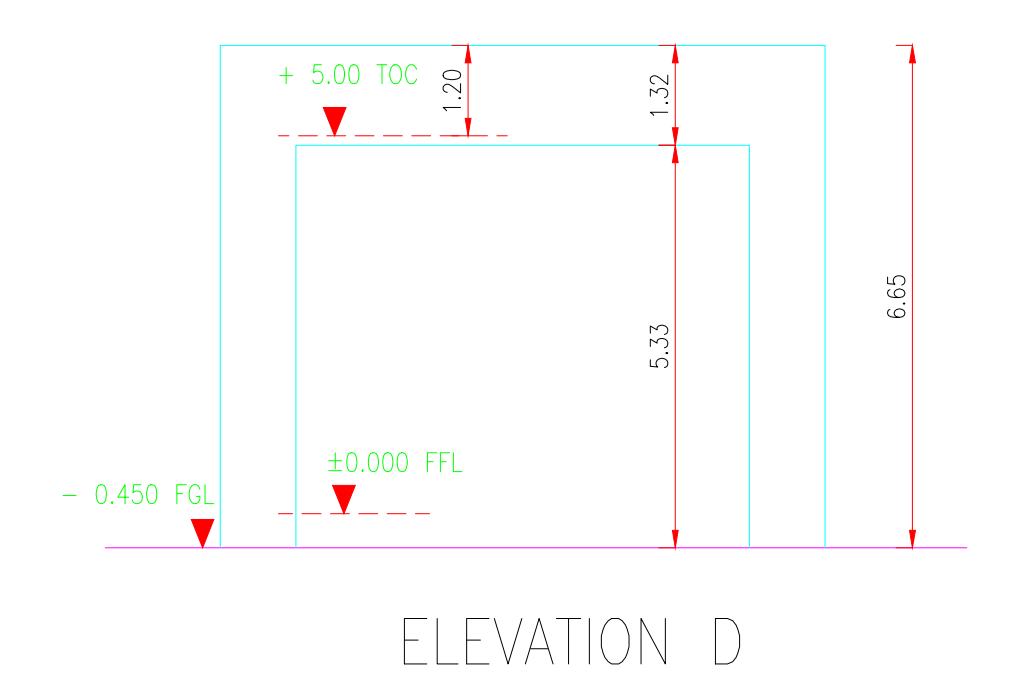 + 5.00 TOC
1.20
1.32
6.65
5.33
±0.000 FFL
- 0.450 FGL
ELEVATION D